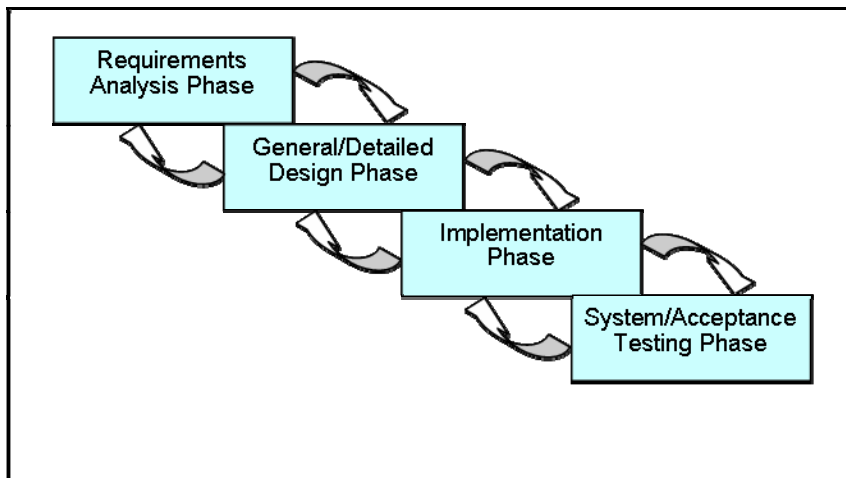 Requirements
Analysis Phase
General/Detailed
Design Phase
Implementation
Phase
System/Acceptance
Testing Phase